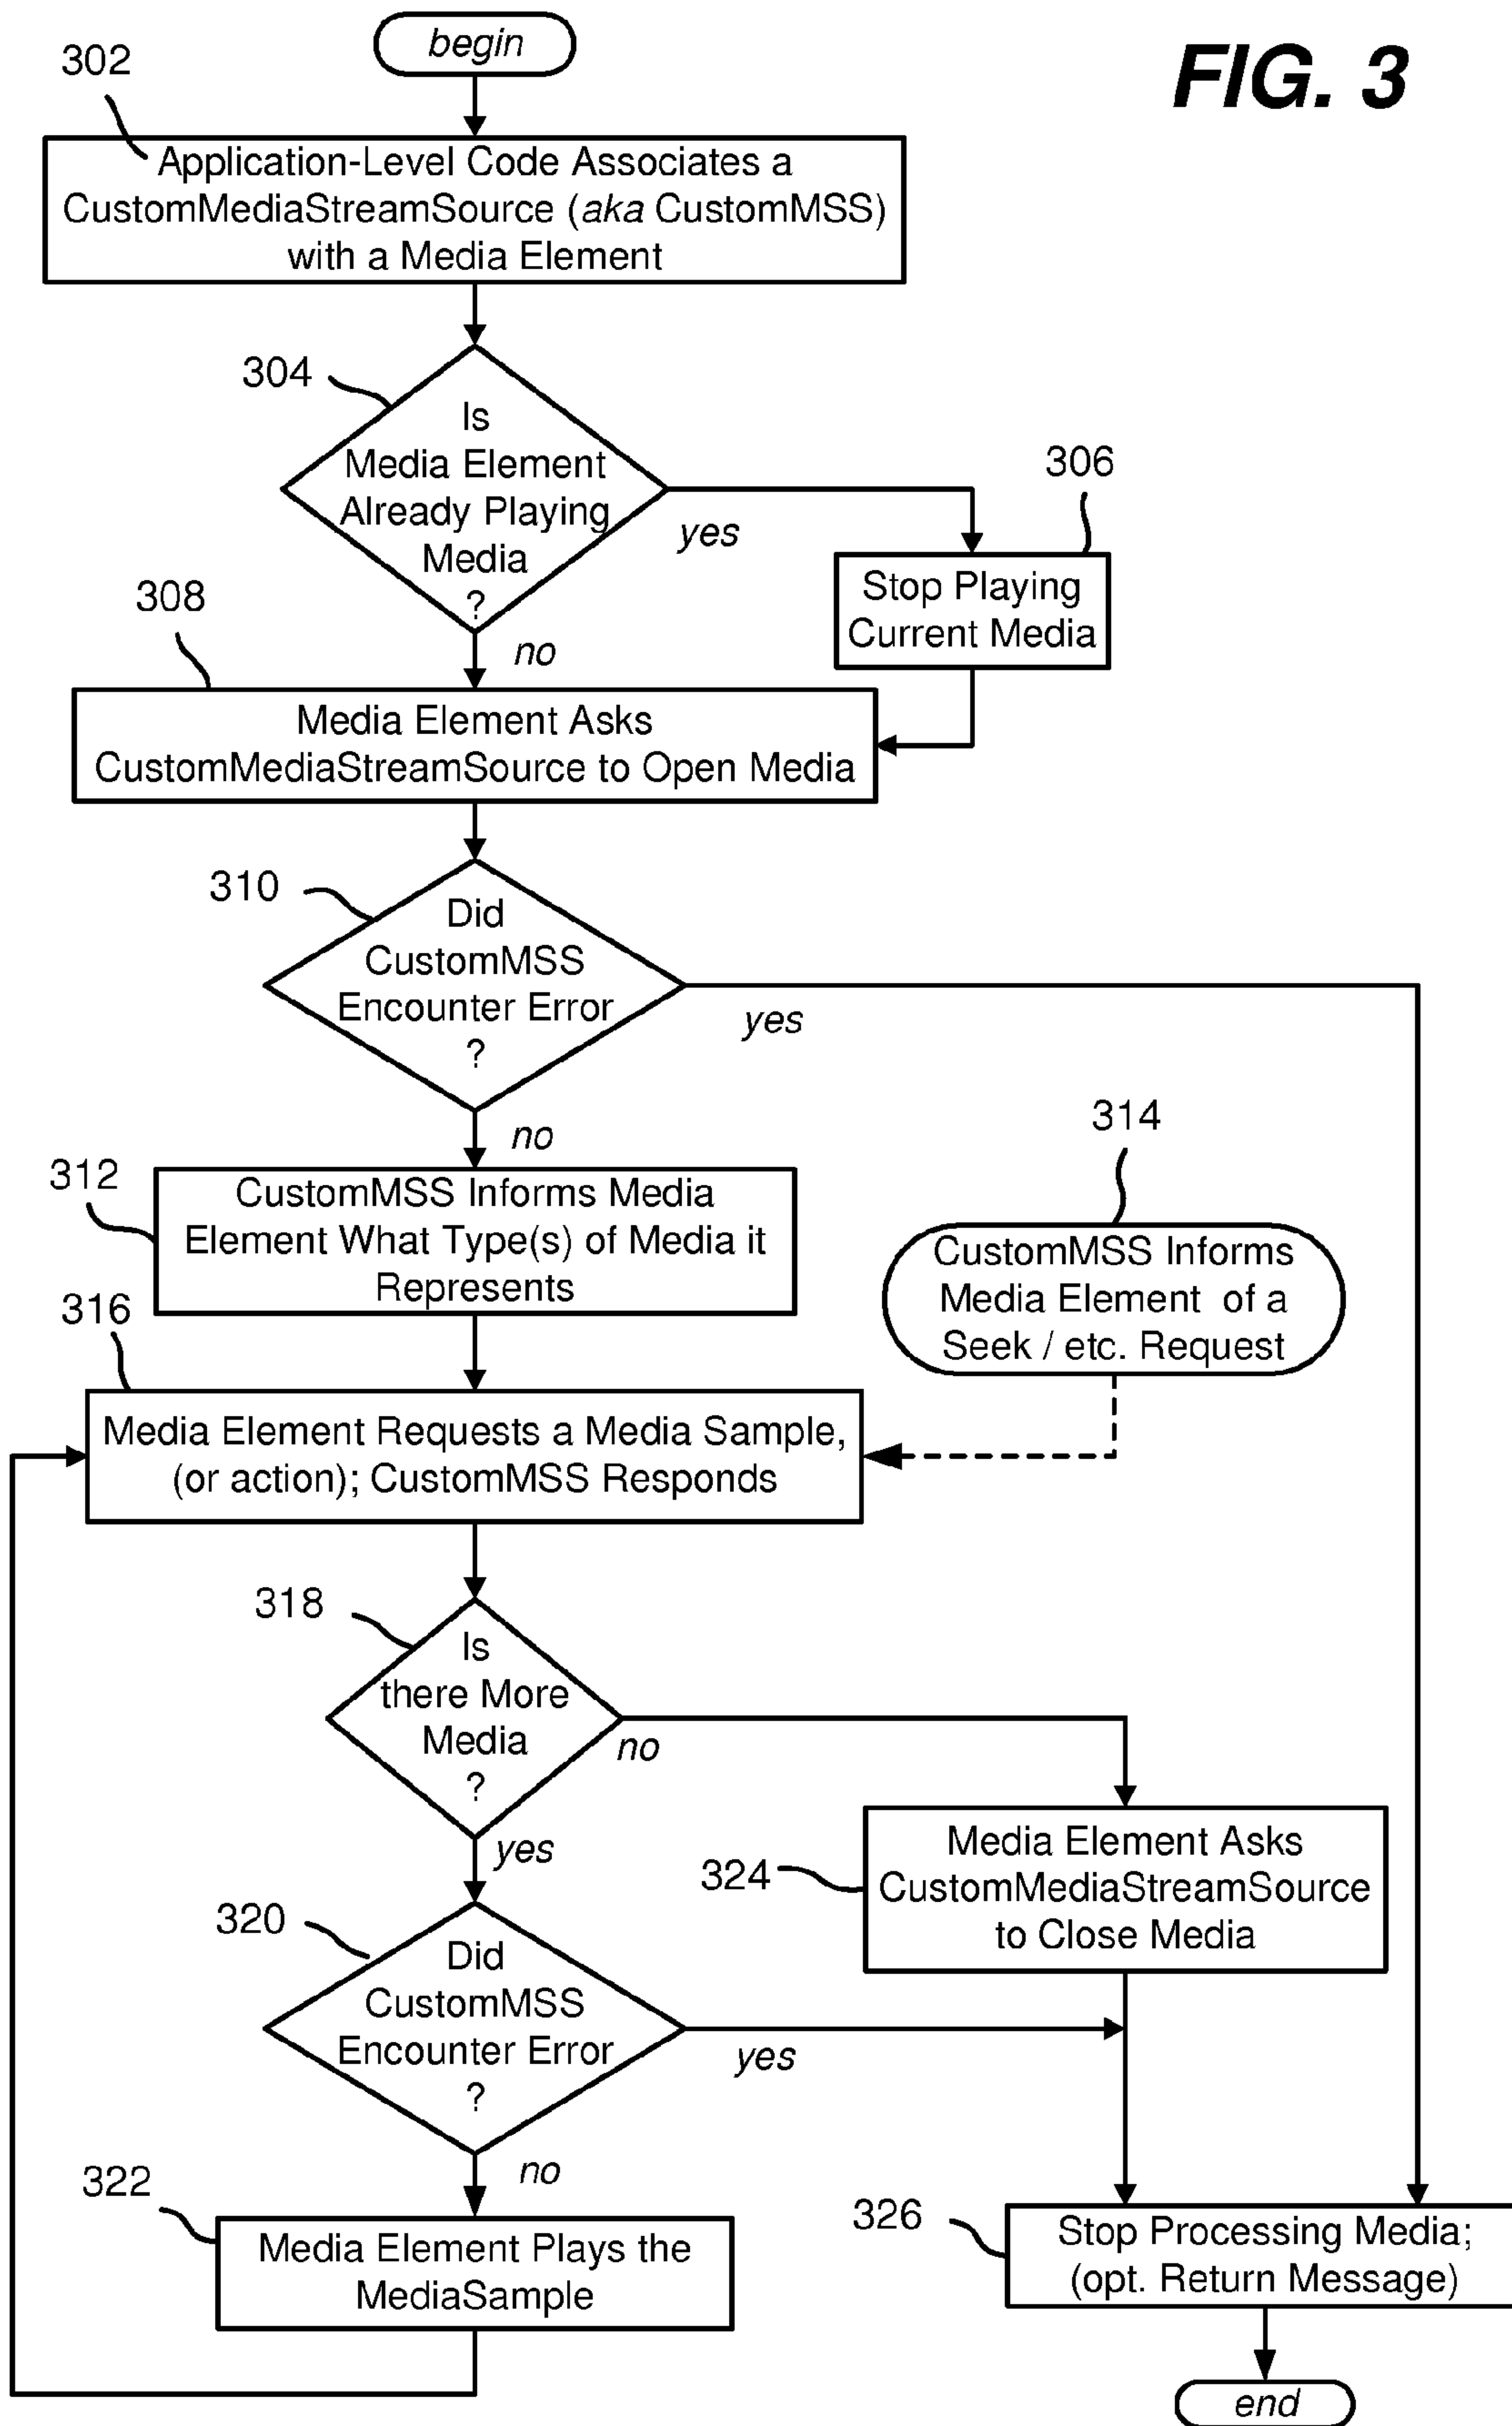 begin
FIG. 3
302
Application-Level Code Associates a
CustomMediaStreamSource (aka CustomMSS)
with a Media Element
304
Is
Media Element
Already Playing
Media
?
yes
no
306
Stop Playing
Current Media
308
Media Element Asks
CustomMediaStreamSource to Open Media
310
Did
CustomMSS
Encounter Error
?
yes
no
312
CustomMSS Informs Media
Element What Type(s) of Media it
Represents
314
CustomMSS Informs
Media Element of a
Seek / etc. Request
316
Media Element Requests a Media Sample,
(or action); CustomMSS Responds
318
Is
there More
Media
?
no
yes
324
Media Element Asks
CustomMediaStreamSource
to Close Media
320
Did
CustomMSS
Encounter Error
?
yes
no
322
Media Element Plays the
MediaSample
326
Stop Processing Media;
(opt. Return Message)
end